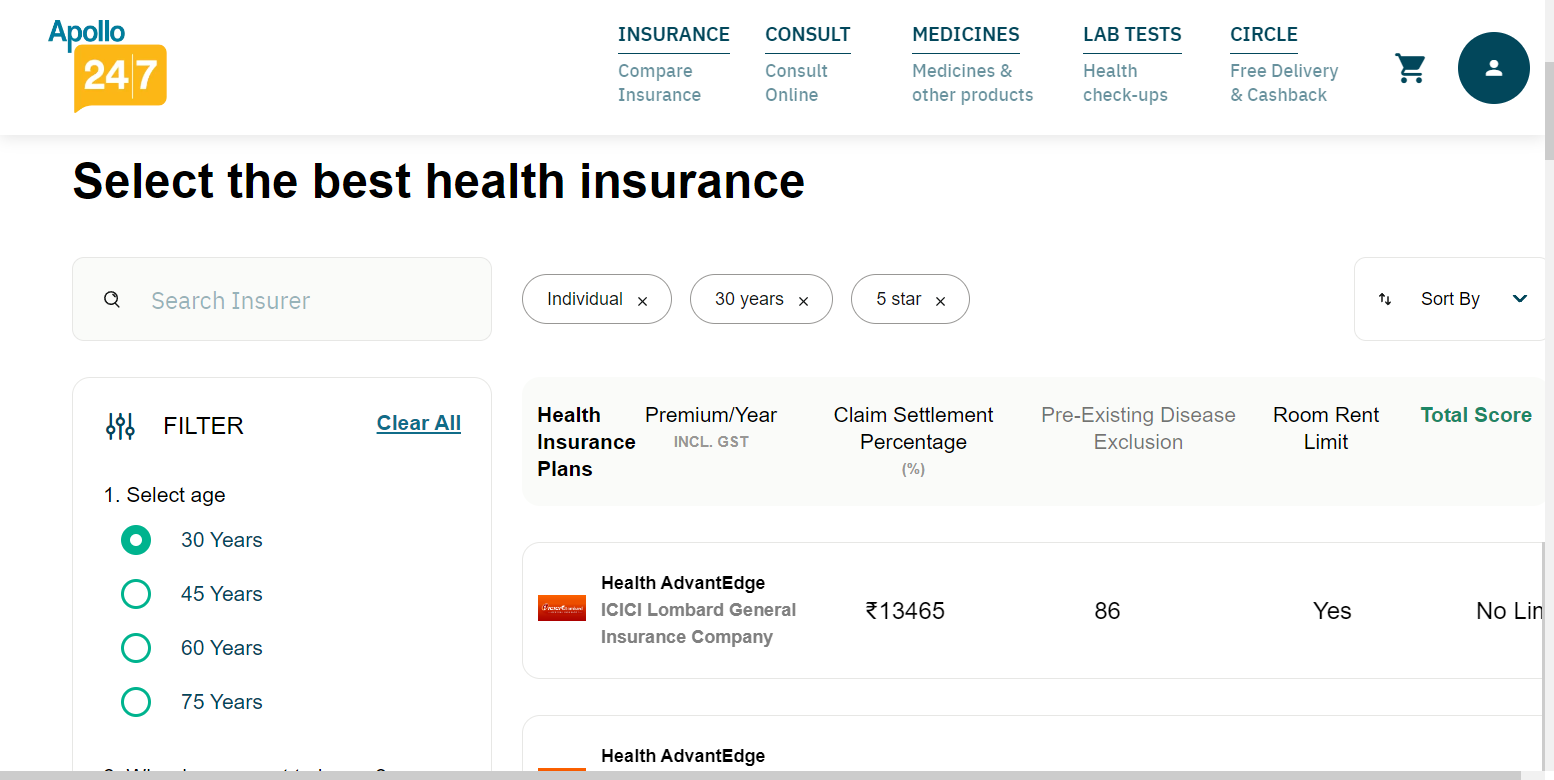 Apollo
24|7
INSURANCE
Compare
Insurance
CONSULT
Consult
Online
MEDICINES
Medicines &
other products
LAB TESTS
Health
check-ups
CIRCLE
Free Delivery
& Cashback
Select the best health insurance
Search Insurer
Individual ×
30 years ×
5 star ×
Sort By
FILTER
Clear All
1. Select age
30 Years
45 Years
60 Years
75 Years
Health
Insurance
Plans
Premium/Year
INCL. GST
Claim Settlement
Percentage
(%)
Pre-Existing Disease
Exclusion
Room Rent
Limit
Total Score
Health AdvantEdge
ICICI Lombard General
Insurance Company
₹13465
86
Yes
No Lin
Health AdvantEdge